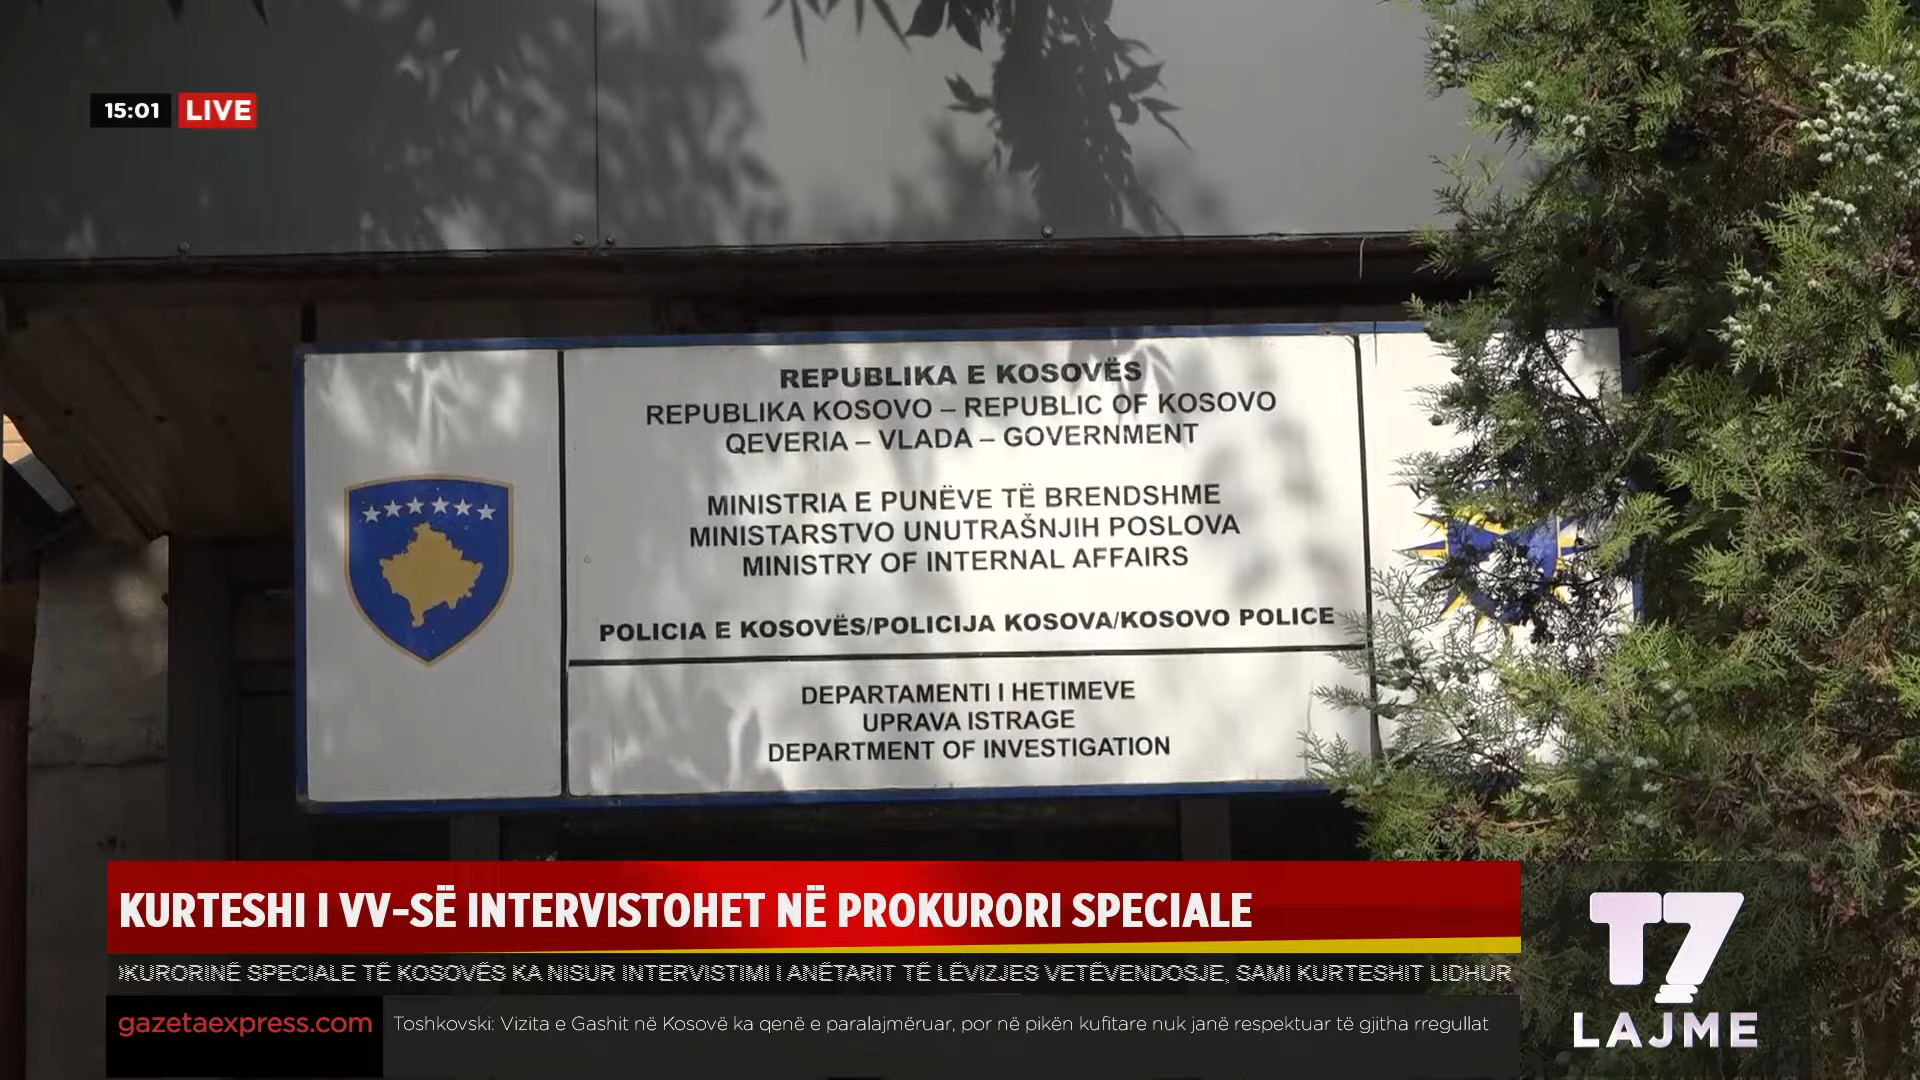 15:01 LIVE
REPUBLIKA E KOSOVËS
REPUBLIKA KOSOVO – REPUBLIC OF KOSOVO
QEVERIA – VLADA – GOVERNMENT
MINISTRIA E PUNËVE TË BRENDSHME
MINISTARSTVO UNUTRAŠNJIH POSLOVA
MINISTRY OF INTERNAL AFFAIRS
POLICIA E KOSOVËS/POLICIJA KOSOVA/KOSOVO POLICE
DEPARTAMENTI I HETIMEVE
UPRAVA ISTRAGE
DEPARTMENT OF INVESTIGATION
KURTESHI I VV-SË INTERVISTOHET NË PROKURORI SPECIALE
KURORINË SPECIALE TË KOSOVËS KA NISUR INTERVISTIMI I ANËTARIT TË LËVIZJES VETËVENDOSJE, SAMI KURTESHIT LIDHUR
gazetaexpress.com
Toshkovski: Vizita e Gashit në Kosovë ka qenë e paralajmëruar, por në pikën kufitare nuk janë respektuar të gjitha rregullat
T7
LAJME